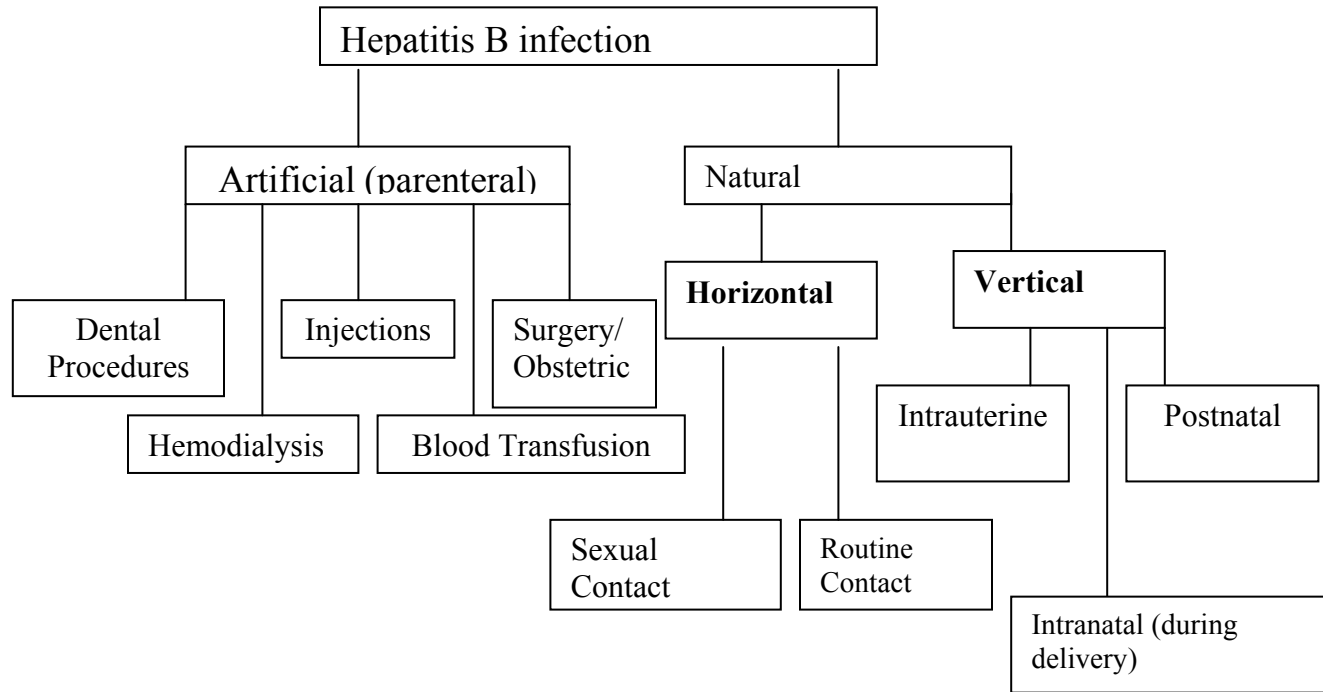 Hepatitis B infection
Artificial (parenteral)
Natural
Horizontal
Vertical
Dental
Procedures
Injections
Surgery/
Obstetric
Hemodialysis
Blood Transfusion
Intrauterine
Postnatal
Sexual
Contact
Routine
Contact
Intranatal (during
delivery)